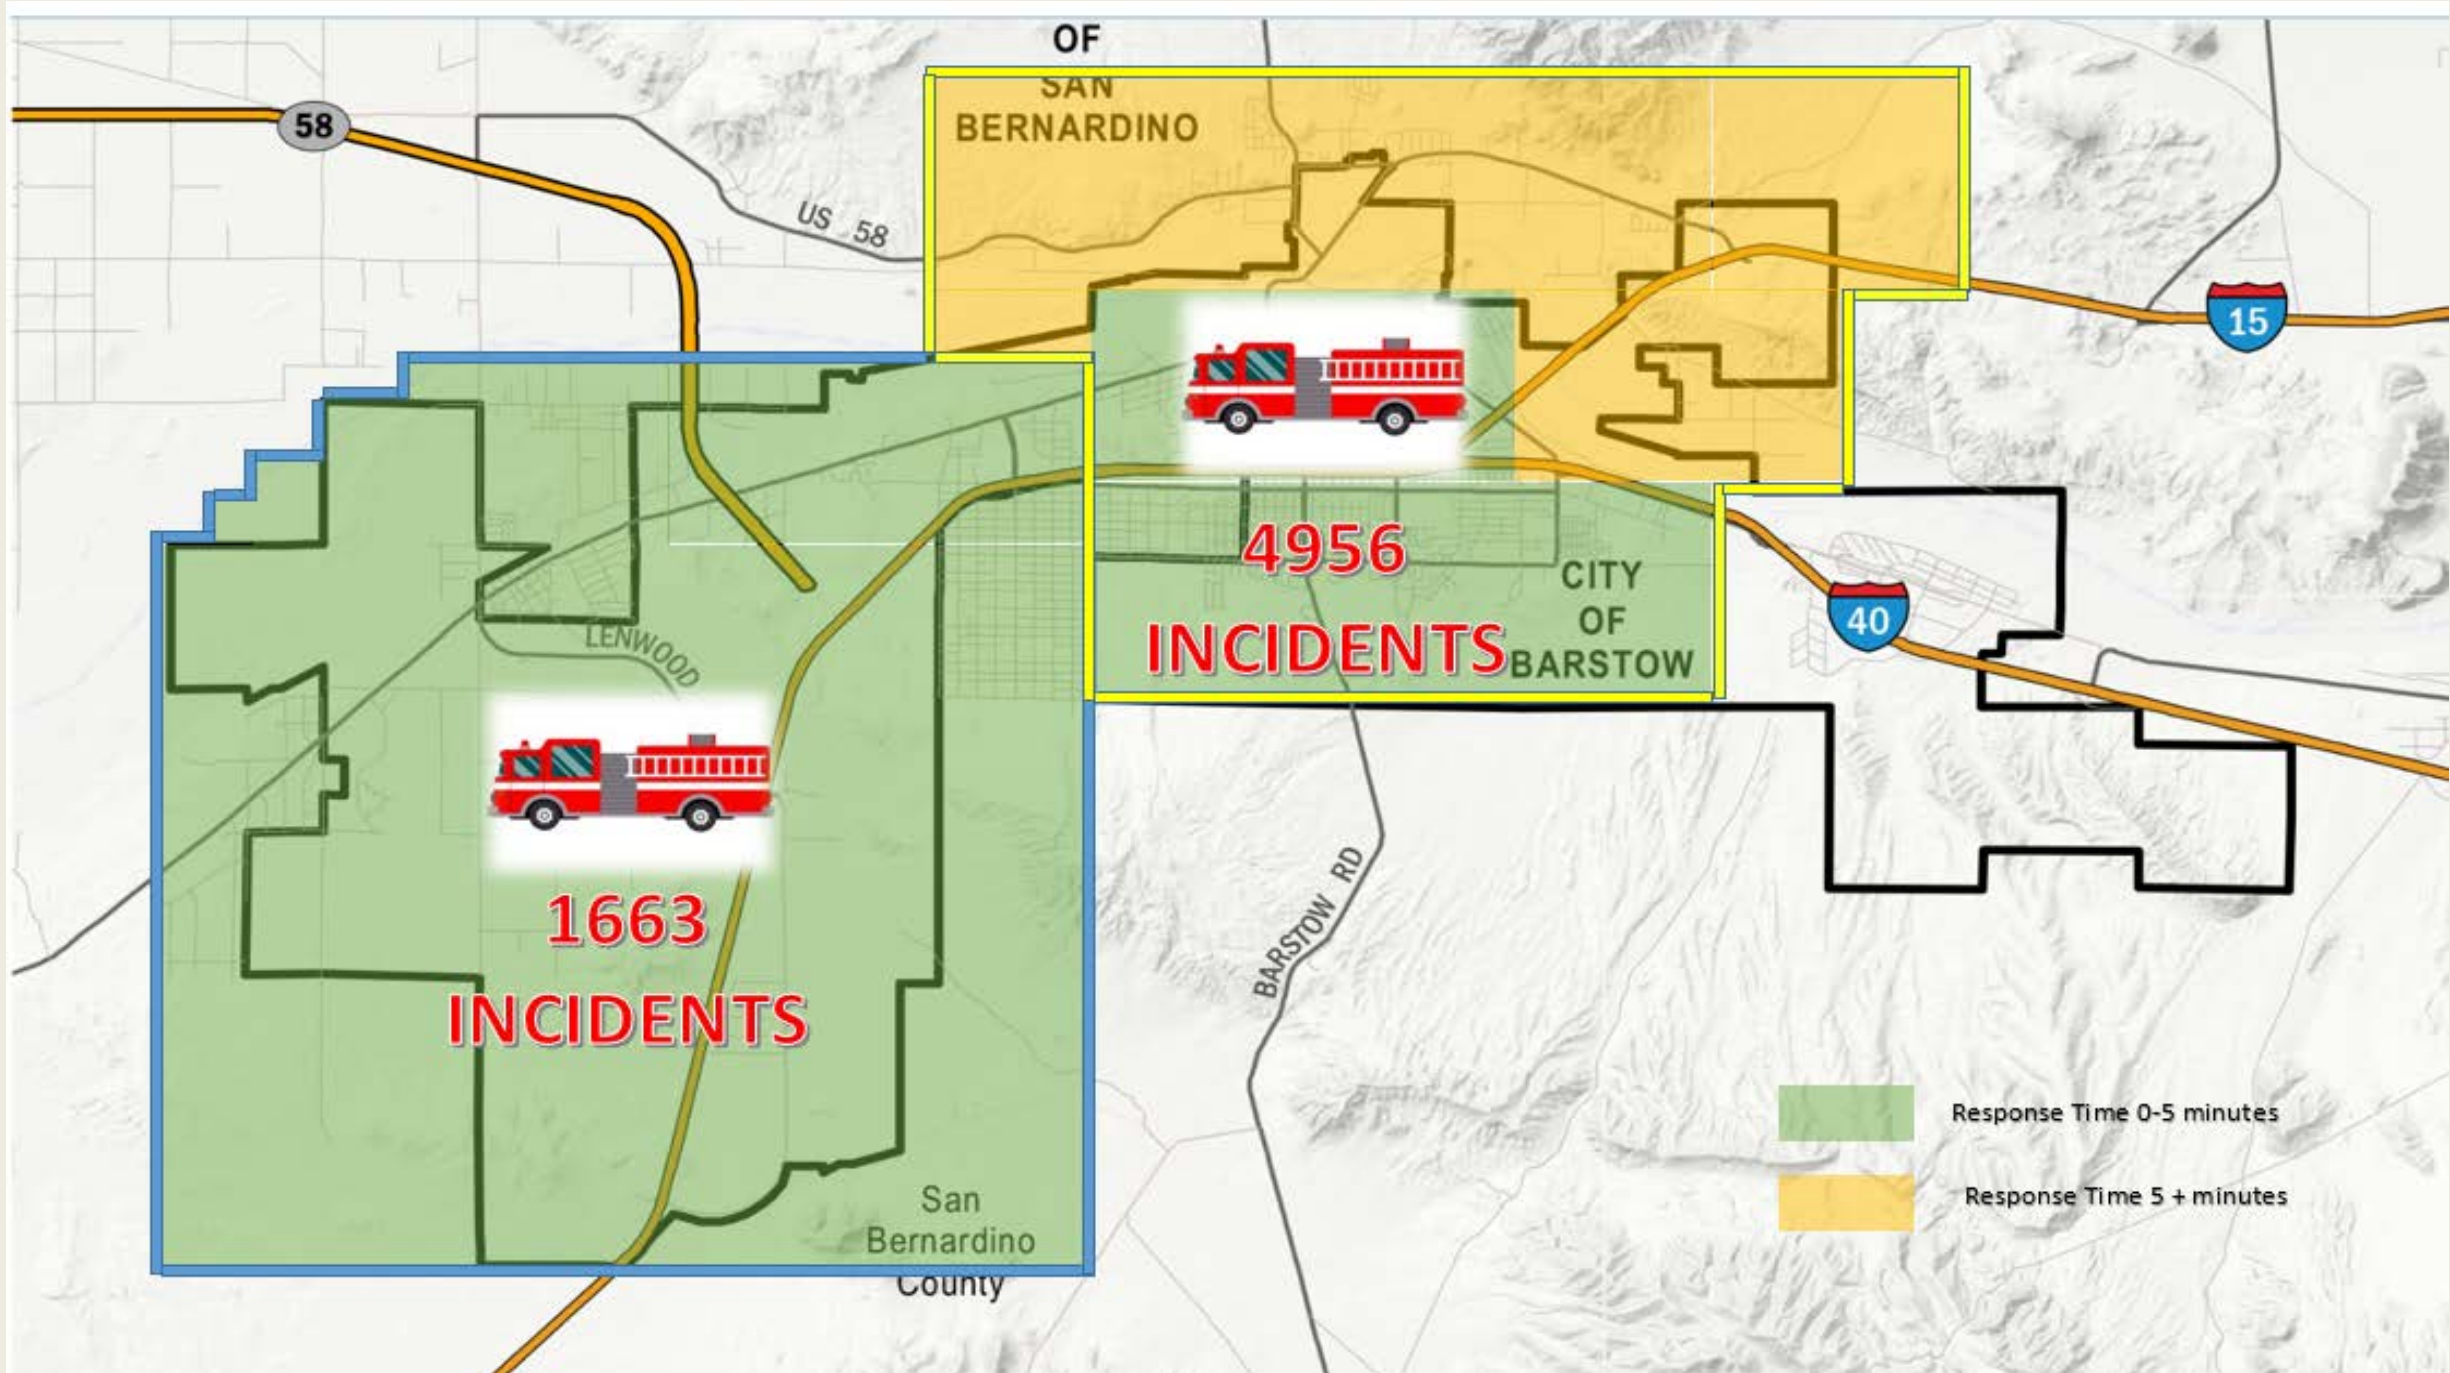 OF
SAN
BERNARDINO
58
US 58
15
4956
INCIDENTS
CITY
OF
BARSTOW
40
LENWOOD
1663
INCIDENTS
BARSTOW RD
San
Bernardino
County
Response Time 0-5 minutes
Response Time 5 + minutes